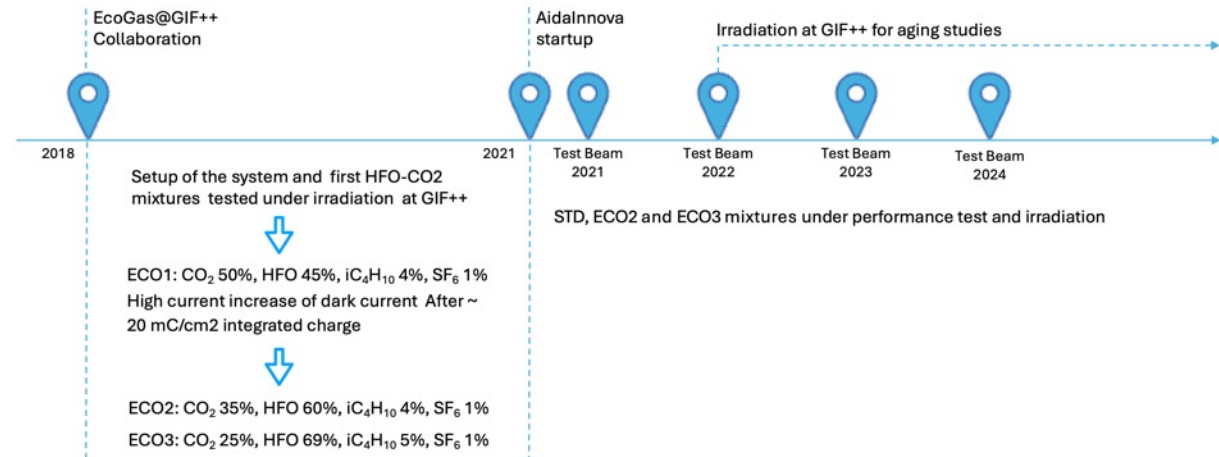 EcoGas@GIF++
Collaboration
AidaInnova
startup
Irradiation at GIF++ for aging studies
2018
2021
Test Beam
2021
Test Beam
2022
Test Beam
2023
Test Beam
2024
Setup of the system and first HFO-CO2
mixtures tested under irradiation at GIF++
STD, ECO2 and ECO3 mixtures under performance test and irradiation
ECO1: CO₂ 50%, HFO 45%, iC₄H₁₀ 4%, SF₆ 1%
High current increase of dark current After ~
20 mC/cm2 integrated charge
ECO2: CO₂ 35%, HFO 60%, iC₄H₁₀ 4%, SF₆ 1%
ECO3: CO₂ 25%, HFO 69%, iC₄H₁₀ 5%, SF₆ 1%